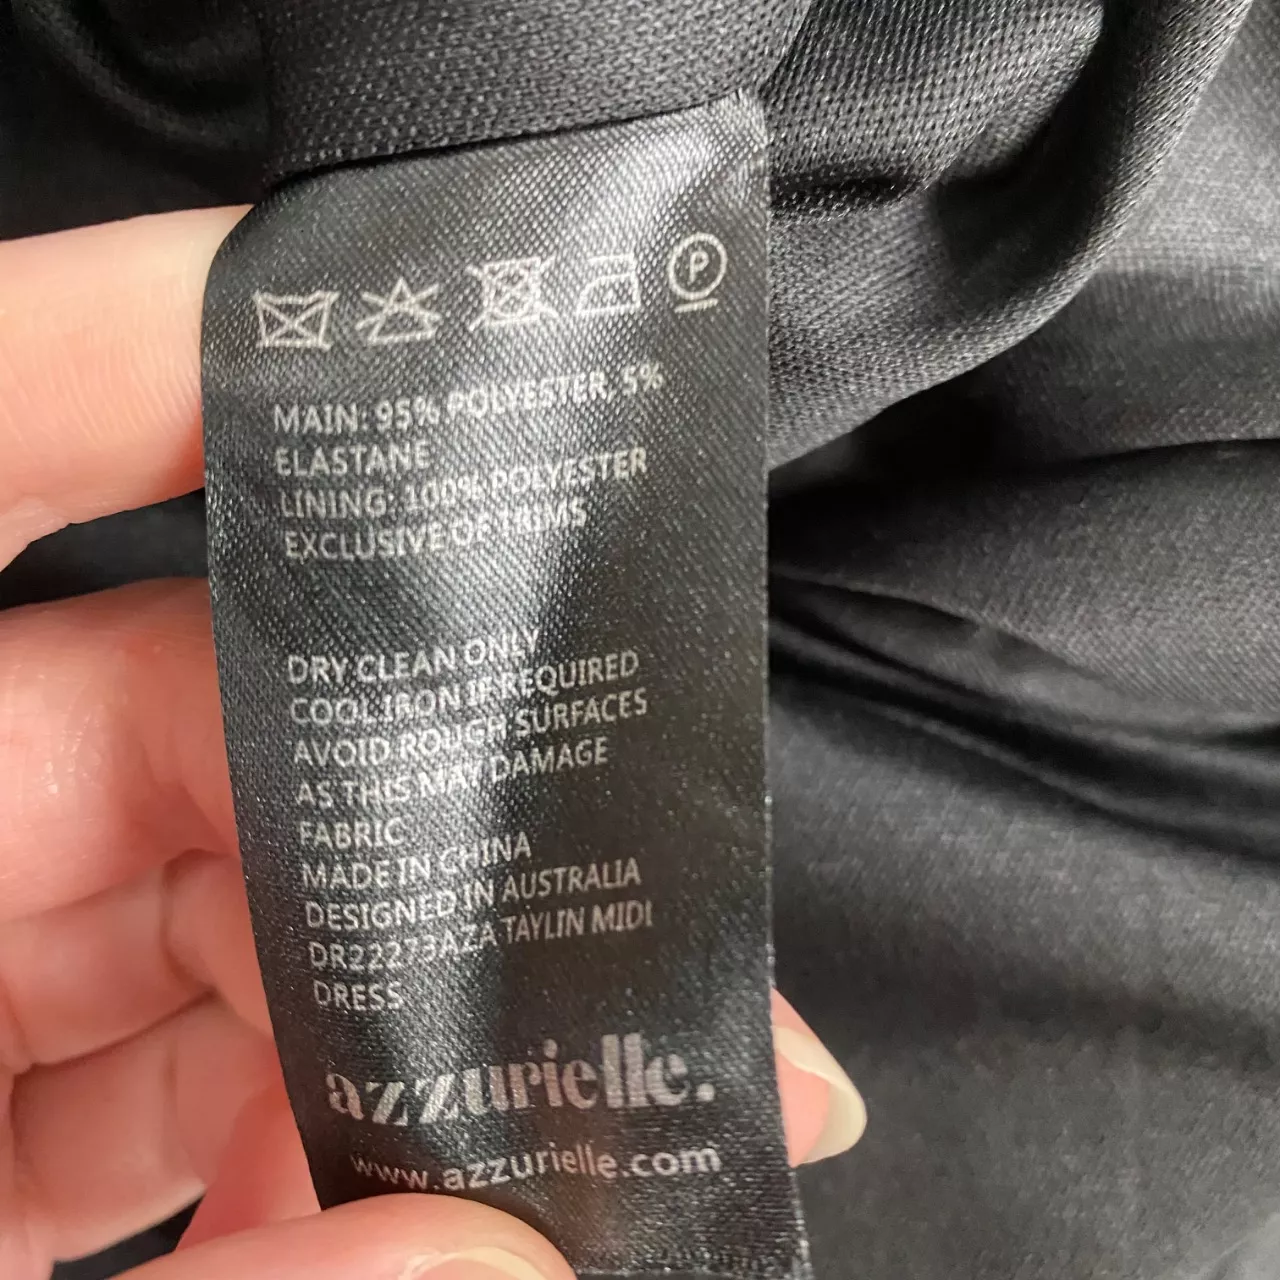 P
MAIN: 95% POLYESTER, 5%
ELASTANE
LINING: 100% POLYESTER
EXCLUSIVE OF TRIMS
DRY CLEAN ONLY
COOL IRON IF REQUIRED
AVOID ROUGH SURFACES
AS THIS MAY DAMAGE
FABRIC
MADE IN CHINA
DESIGNED IN AUSTRALIA
DR22273AZA TAYLIN MIDI
DRESS
azzurielle.
www.azzurielle.com